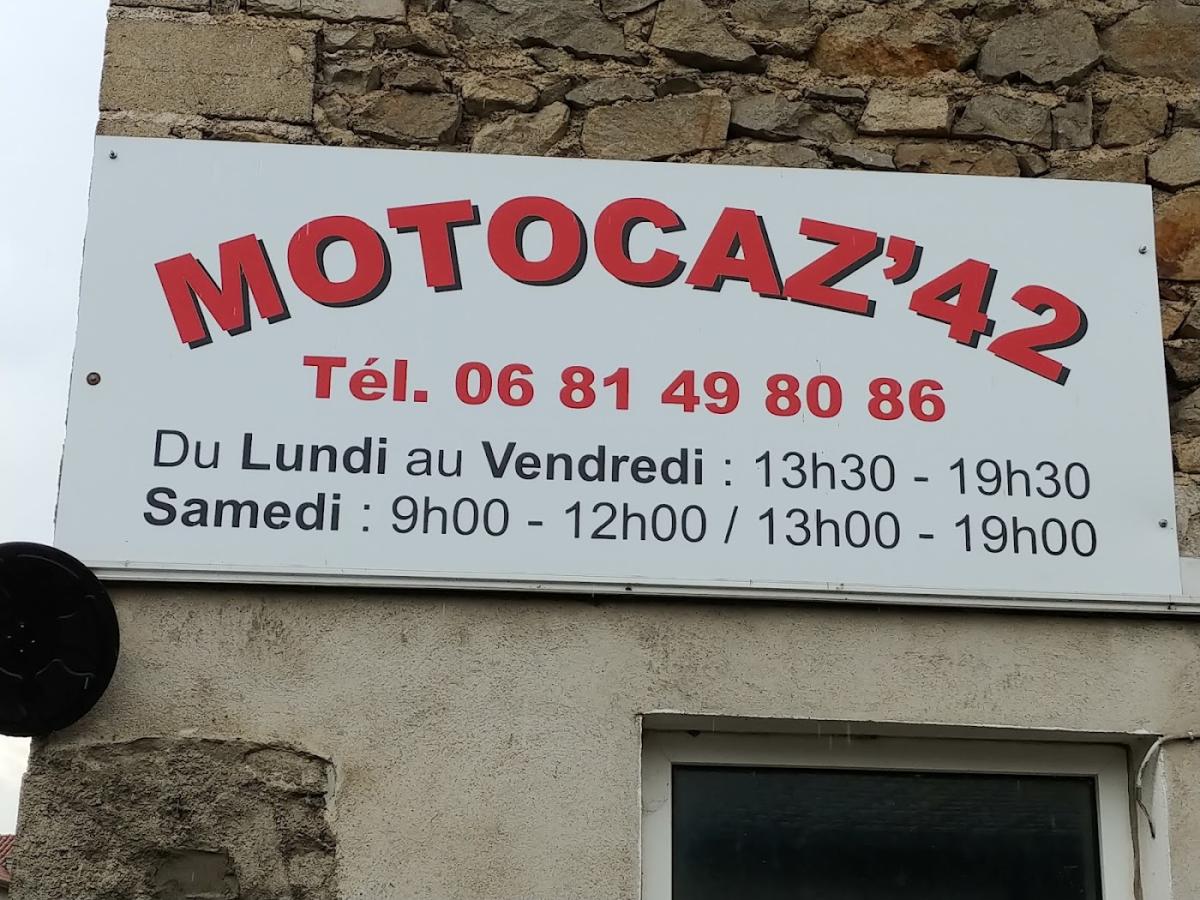 MOTOCAZ'42
Tél. 06 81 49 80 86
Du Lundi au Vendredi : 13h30 - 19h30
Samedi : 9h00 - 12h00 / 13h00 - 19h00